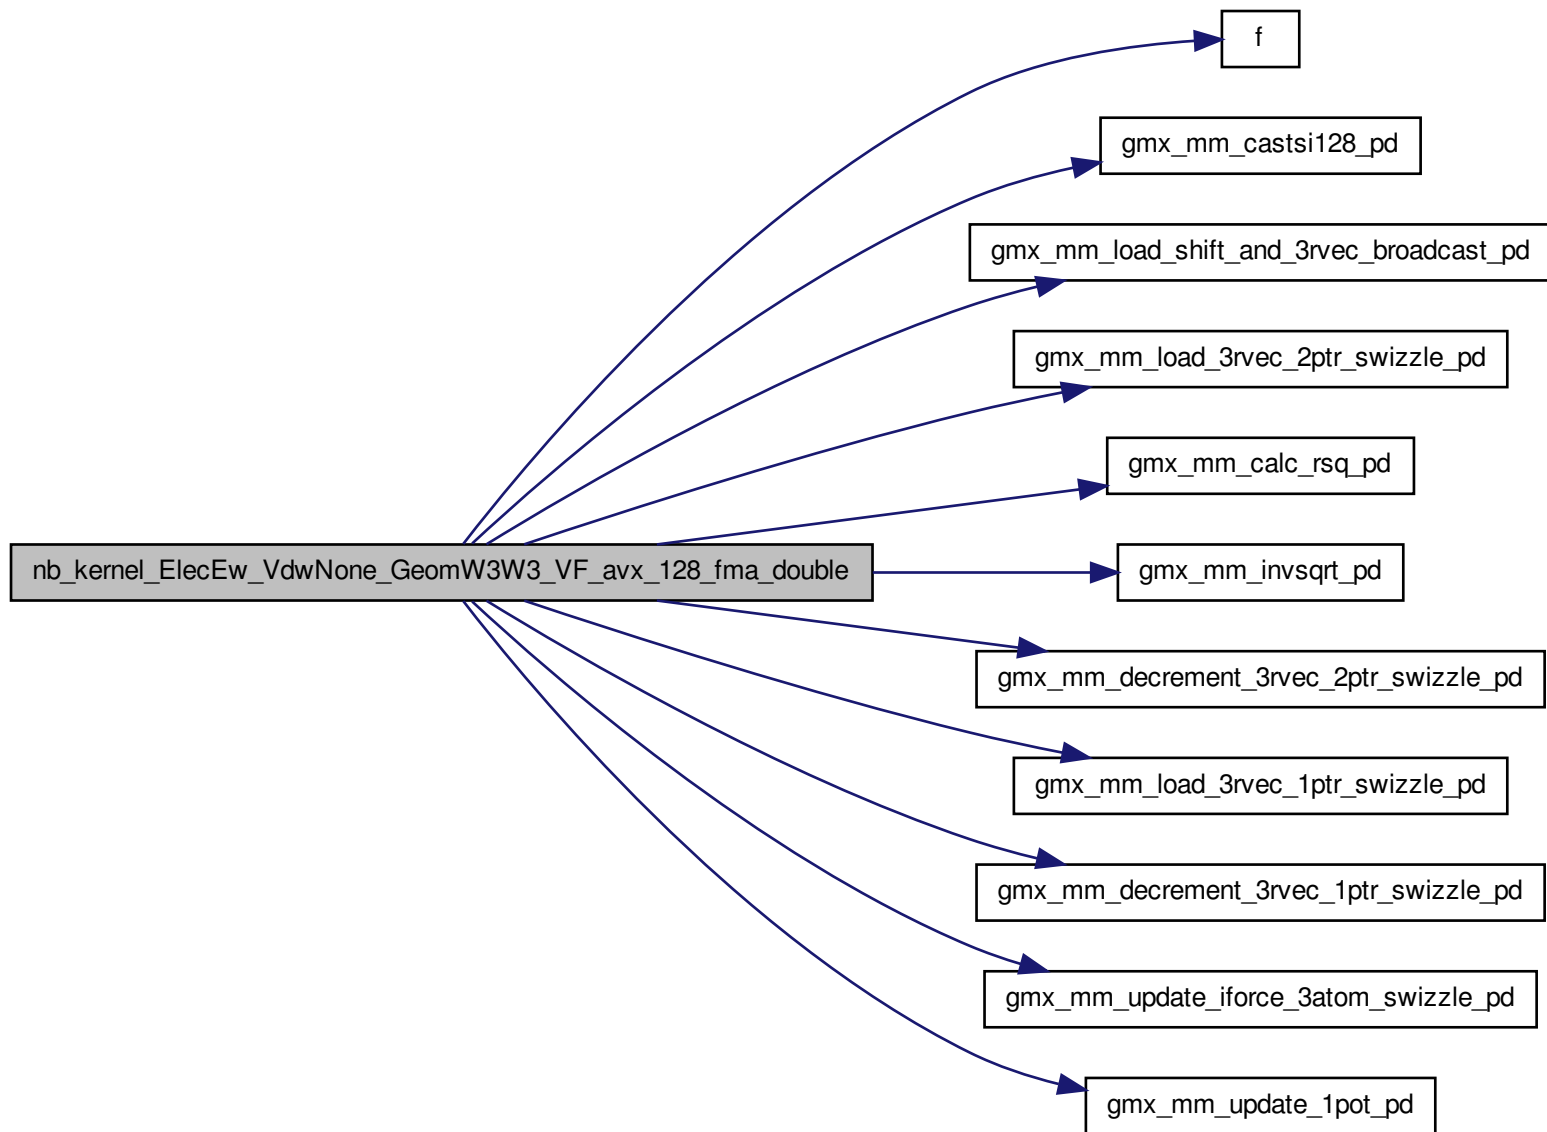 f
gmx_mm_castsi128_pd
gmx_mm_load_shift_and_3rvec_broadcast_pd
gmx_mm_load_3rvec_2ptr_swizzle_pd
gmx_mm_calc_rsq_pd
nb_kernel_ElecEw_VdwNone_GeomW3W3_VF_avx_128_fma_double
gmx_mm_invsqrt_pd
gmx_mm_decrement_3rvec_2ptr_swizzle_pd
gmx_mm_load_3rvec_1ptr_swizzle_pd
gmx_mm_decrement_3rvec_1ptr_swizzle_pd
gmx_mm_update_iforce_3atom_swizzle_pd
gmx_mm_update_1pot_pd